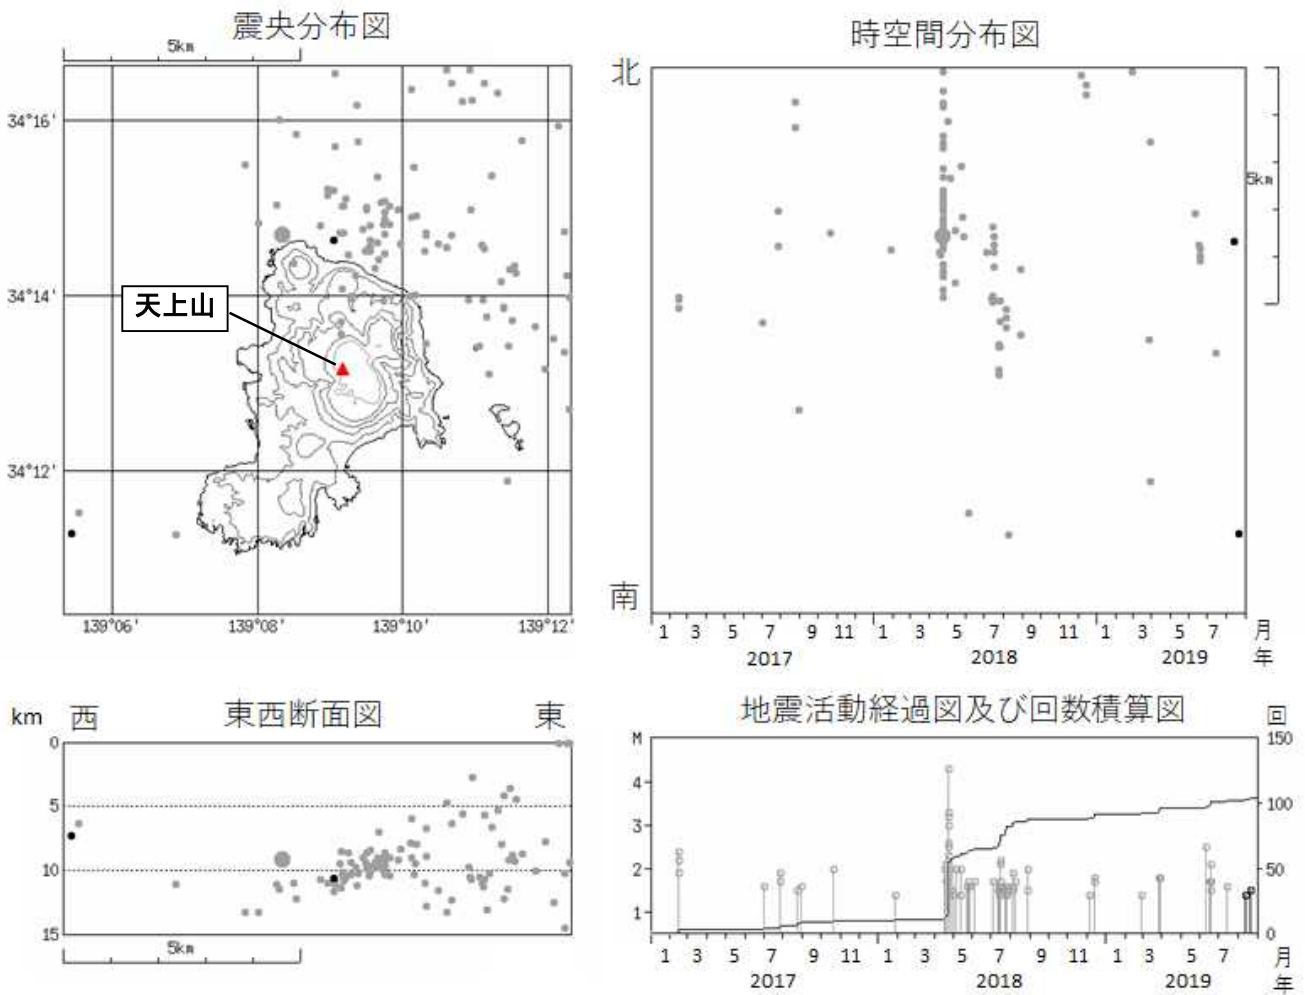 震央分布図
5km
34°16'
34°14'
34°12'
天上山
139°06' 139°08' 139°10' 139°12'
時空間分布図
北
南
5km
1 3 5 7 9 11 1 3 5 7 9 11 1 3 5 7 月
2017 2018 2019 年
東西断面図
km 西 東
0
5
10
15
5km
地震活動経過図及び回数積算図
M 回
4
3
2
1
150
100
50
0
1 3 5 7 9 11 1 3 5 7 9 11 1 3 5 7 月
2017 2018 2019 年